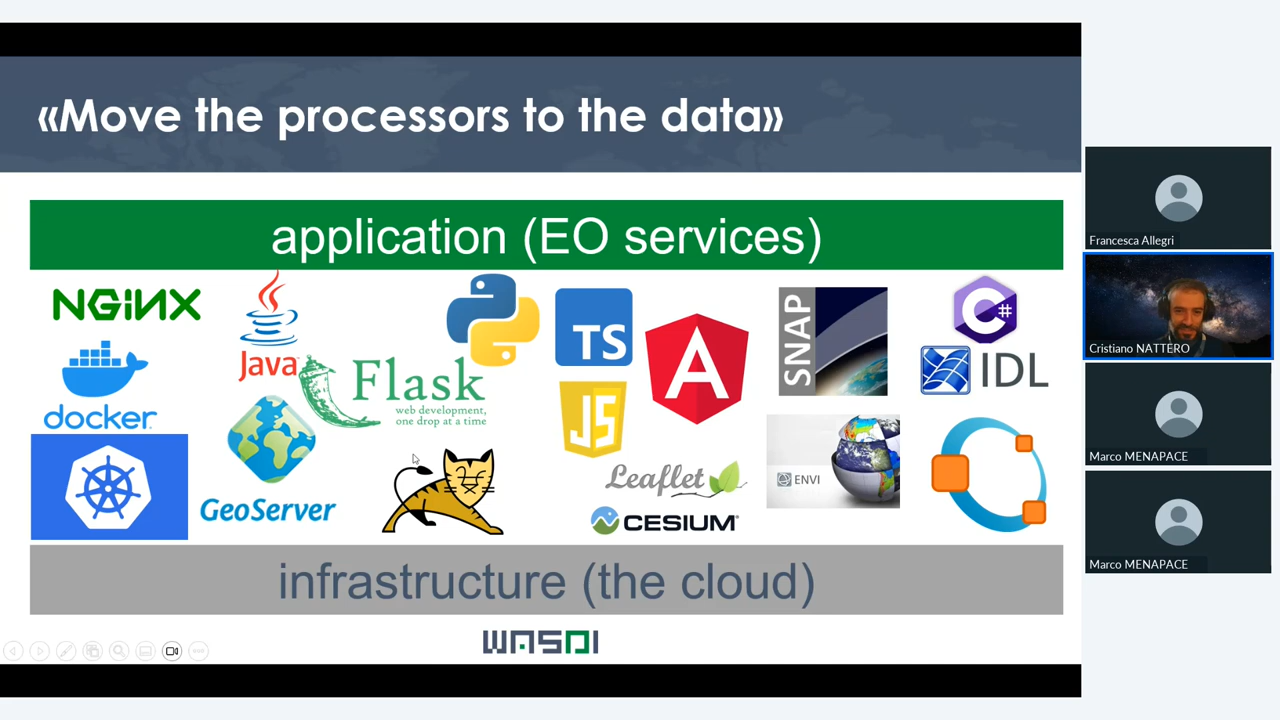 «Move the processors to the data»
application (EO services)
NGINX
Java
TS
SNAP
C#
IDL
docker
Flask
web development,
one drop at a time
JS
A
GeoServer
Leaflet
ENVI
CESIUM
infrastructure (the cloud)
WASDI
Francesca Allegri
Cristiano NATTERO
Marco MENAPACE
Marco MENAPACE